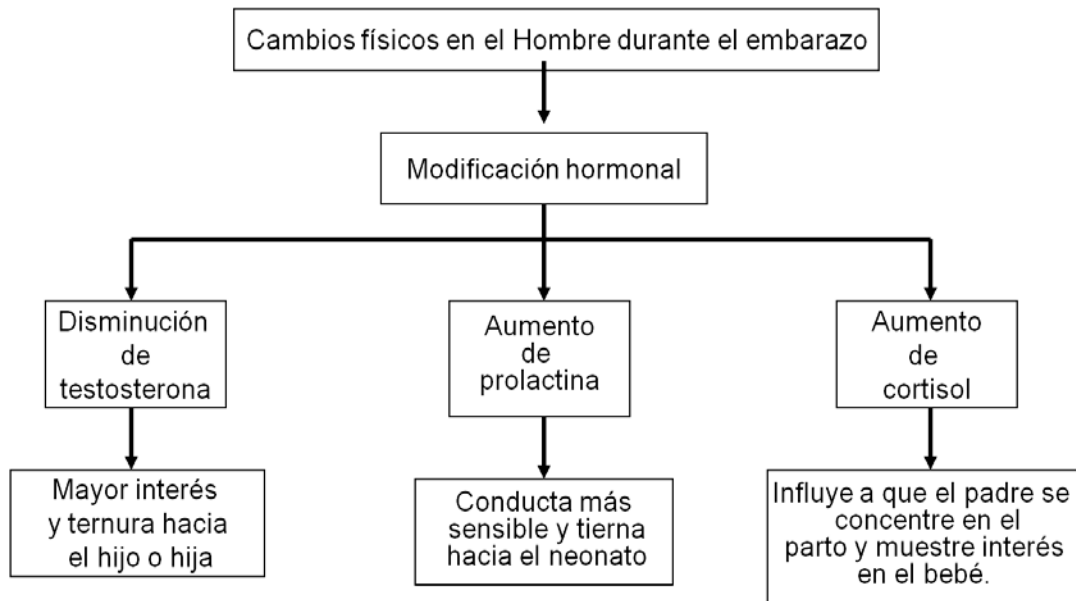 Cambios físicos en el Hombre durante el embarazo
Modificación hormonal
Disminución
de
testosterona
Aumento
de
prolactina
Aumento
de
cortisol
Mayor interés
y ternura hacia
el hijo o hija
Conducta más
sensible y tierna
hacia el neonato
Influye a que el padre se
concentre en el
parto y muestre interés
en el bebé.